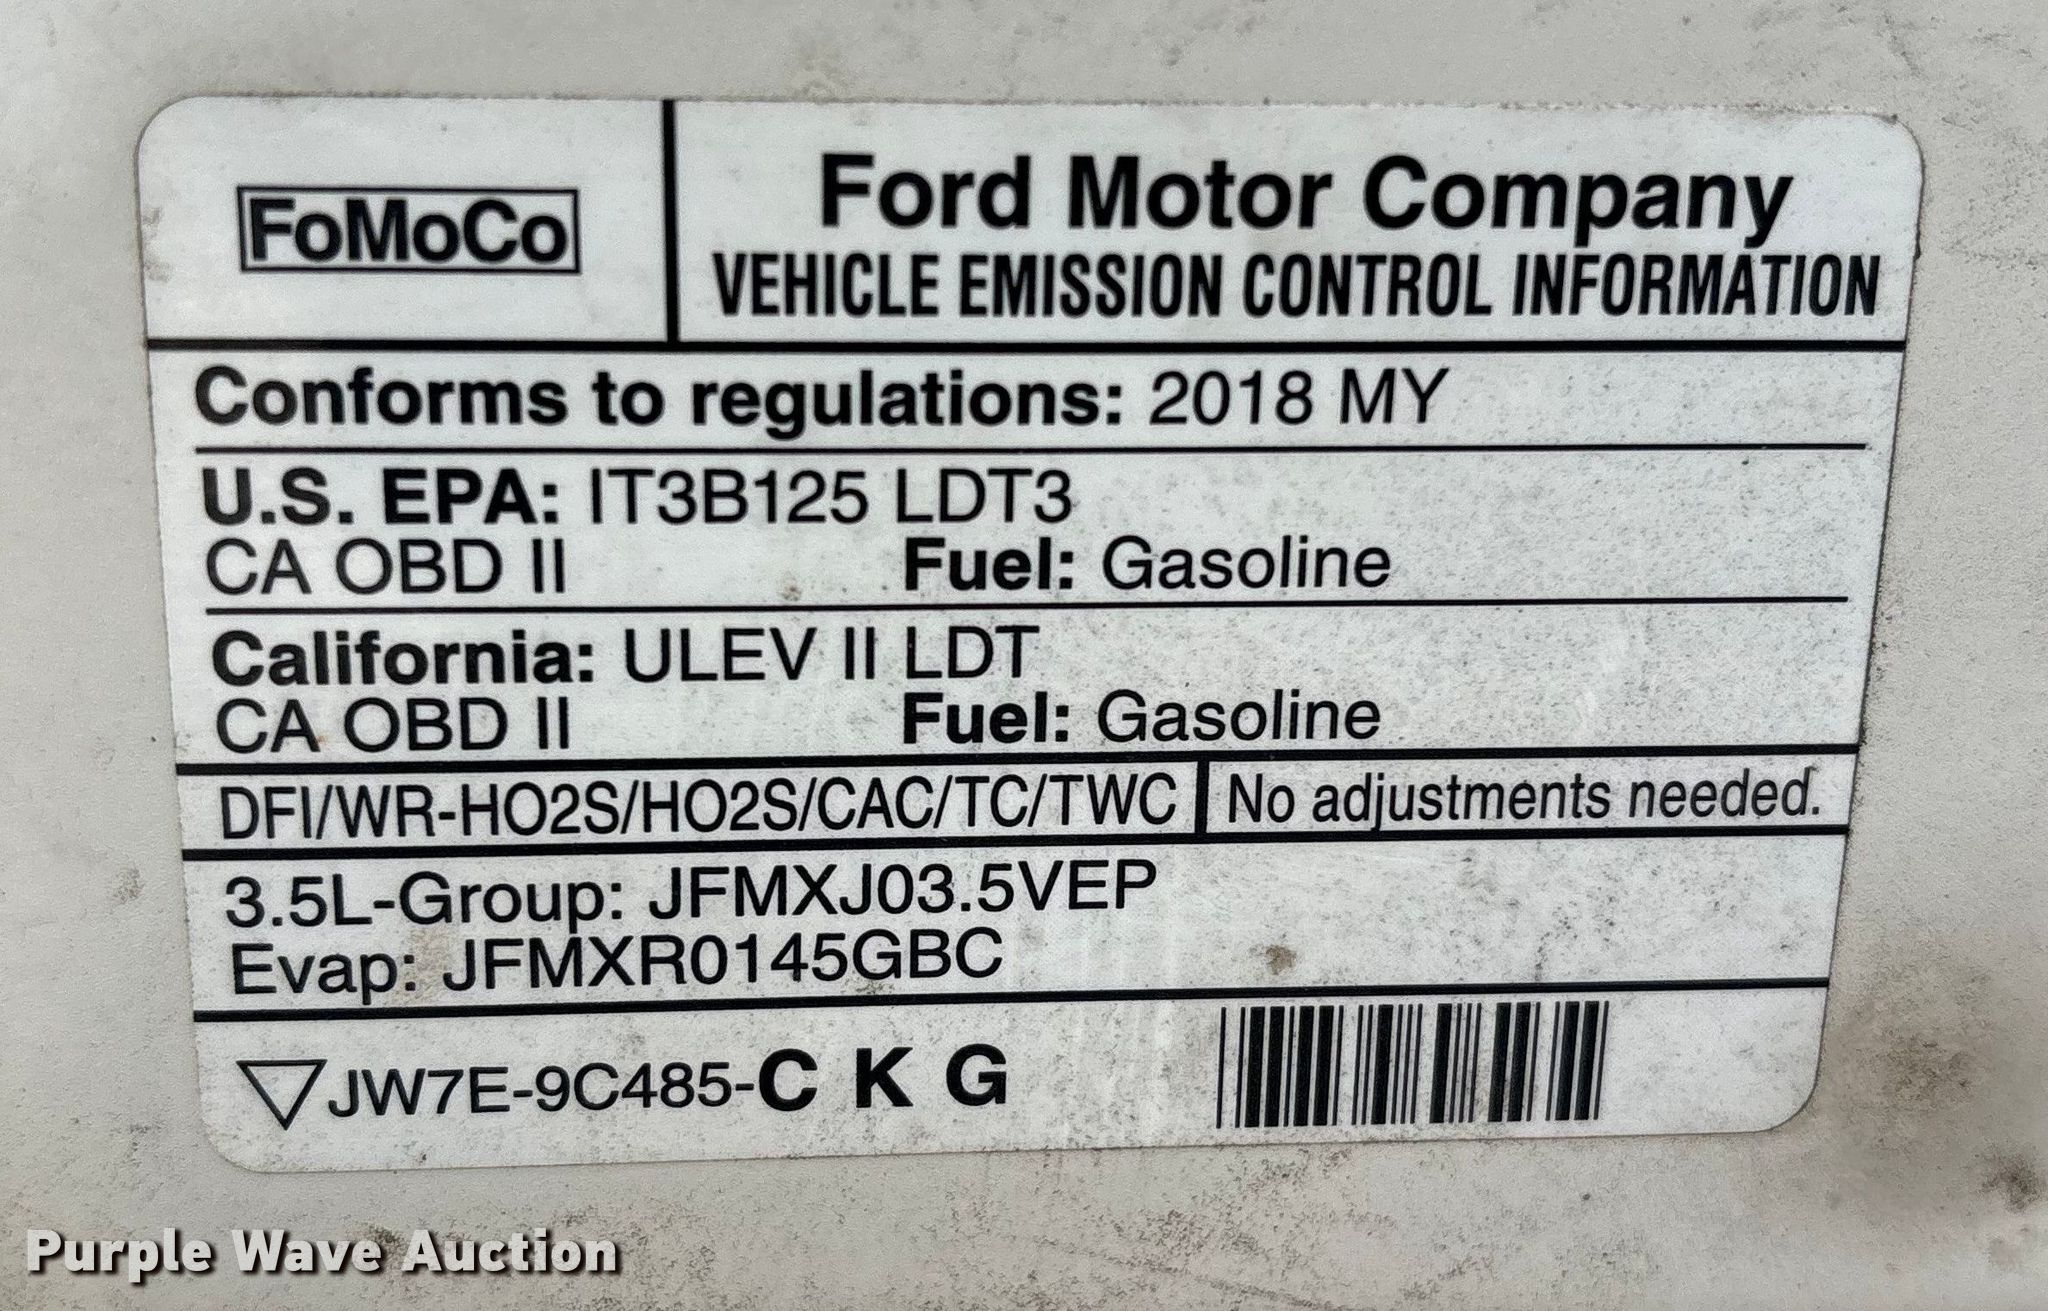 FoMoCo
Ford Motor Company
VEHICLE EMISSION CONTROL INFORMATION
Conforms to regulations: 2018 MY
U.S. EPA: IT3B125 LDT3
CA OBD II Fuel: Gasoline
California: ULEV II LDT
CA OBD II Fuel: Gasoline
DFI/WR-HO2S/HO2S/CAC/TC/TWC No adjustments needed.
3.5L-Group: JFMXJ03.5VEP
Evap: JFMXR0145GBC
JW7E-9C485-C K G
Purple Wave Auction